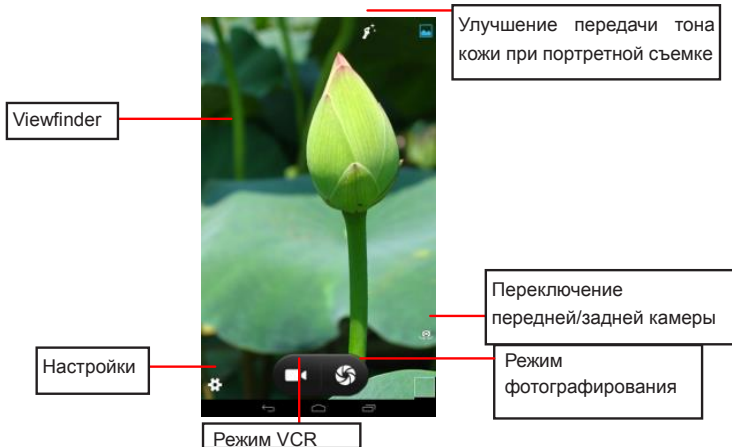 Улучшение передачи тона
кожи при портретной съемке
Viewfinder
Переключение
передней/задней камеры
Настройки
Режим
фотографирования
Режим VCR